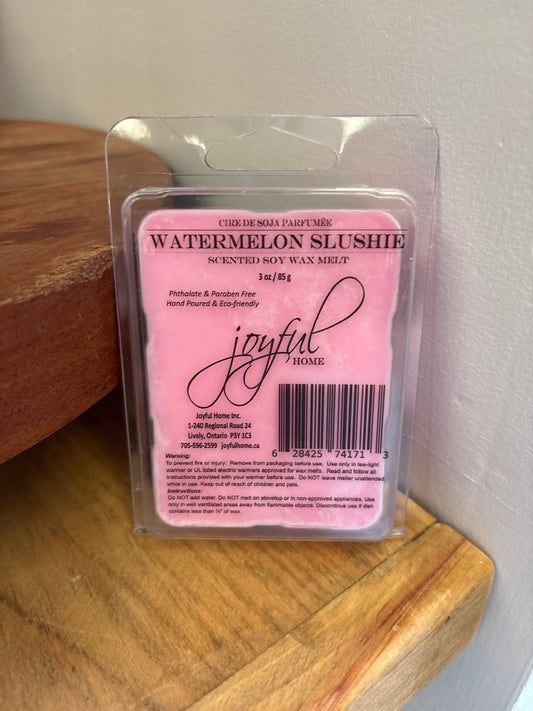 CIRE DE SOJA PARFUMÉE
WATERMELON SLUSHIE
SCENTED SOY WAX MELT
3 oz / 85 g
Phthalate & Paraben Free
Hand Poured & Eco-friendly
joyful
HOME
Joyful Home Inc.
1-240 Regional Road 24
Lively, Ontario P3Y 1C3
705-596-2599 joyfulhome.ca
6 28425 74171 3
Warning:
To prevent fire or injury: Remove from packaging before use. Use only in tea-light
warmer or UL listed electric warmers approved for wax melts. Read and follow all
instructions provided with your warmer before use. Do NOT leave melter unattended
while in use. Keep out of reach of children and pets.
Instructions:
Do NOT add water. Do NOT melt on stovetop or in non-approved appliances. Use
only in well ventilated areas away from flammable objects. Discontinue use if dish
contains less than ½" of wax.